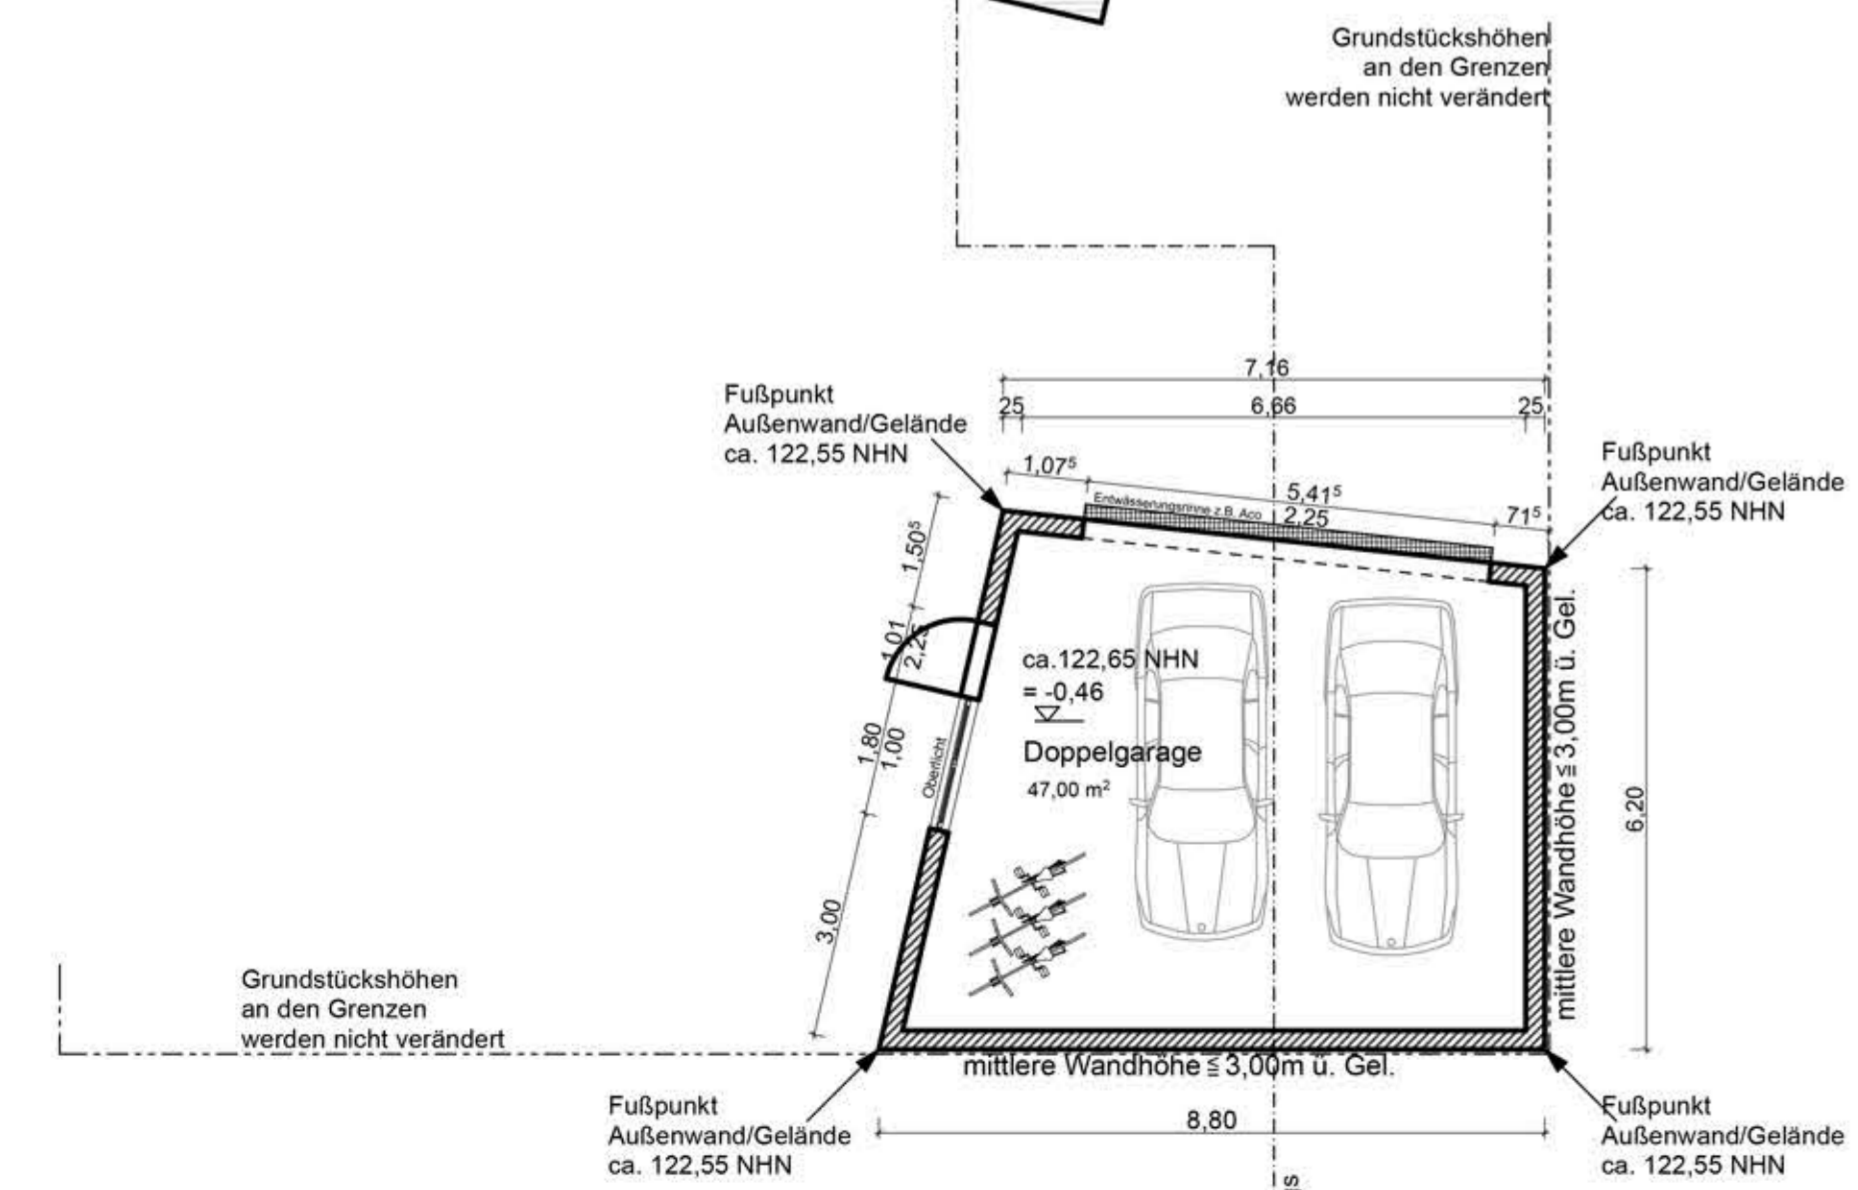 Grundstückshöhen
an den Grenzen
werden nicht verändert
7,16
25
6,66
25
Fußpunkt
Außenwand/Gelände
ca. 122,55 NHN
Fußpunkt
Außenwand/Gelände
ca. 122,55 NHN
1,07⁵
5,41⁵
2,25
71⁵
Entwässerungsrinne z.B. Aco
1,50⁵
1,01
2,25
1,80
1,00
Oberlicht
3,00
ca.122,65 NHN
= -0,46
Doppelgarage
47,00 m²
mittlere Wandhöhe ≦ 3,00m ü. Gel.
6,20
Grundstückshöhen
an den Grenzen
werden nicht verändert
mittlere Wandhöhe ≦ 3,00m ü. Gel.
8,80
Fußpunkt
Außenwand/Gelände
ca. 122,55 NHN
Fußpunkt
Außenwand/Gelände
ca. 122,55 NHN